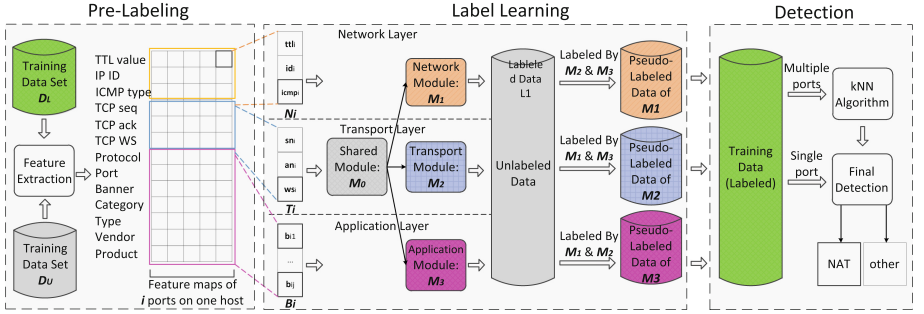 Pre-Labeling
Training
Data Set
DL
Feature
Extraction
Training
Data Set
DU
TTL value
IP ID
ICMP type
TCP seq
TCP ack
TCP WS
Protocol
Port
Banner
Category
Type
Vendor
Product
Feature maps of
i ports on one host
Label Learning
Network Layer
ttli
idi
icmpi
Ni
Transport Layer
sni
ani
wsi
Ti
Application Layer
bi1
...
bij
Bi
Shared
Module:
M0
Network
Module:
M1
Transport
Module:
M2
Application
Module:
M3
Labele
d Data
L1
Unlabeled
Data
Labeled By
M2 & M3
Labeled By
M1 & M3
Labeled By
M1 & M2
Pseudo-
Labeled
Data of
M1
Pseudo-
Labeled
Data of
M2
Pseudo-
Labeled
Data of
M3
Detection
Training
Data
(Labeled)
Multiple
ports
Single
port
kNN
Algorithm
Final
Detection
NAT
other